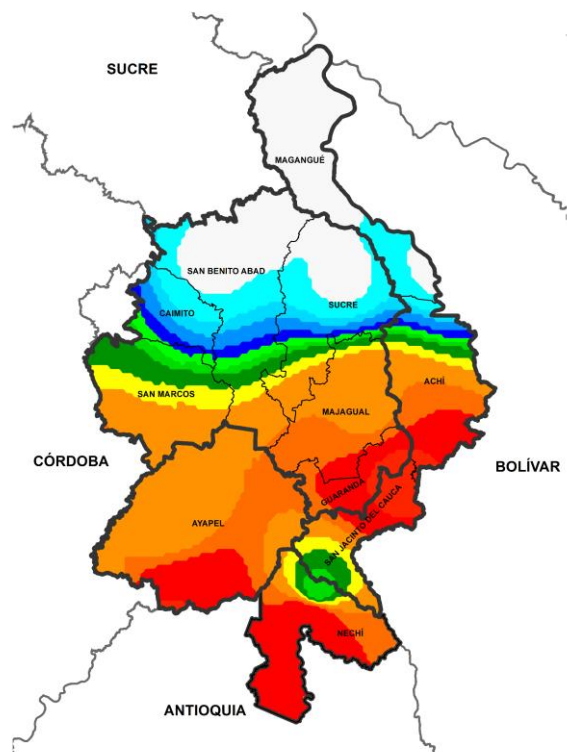 SUCRE
MAGANGUÉ
SAN BENITO ABAD
CAIMITO
SUCRE
SAN MARCOS
ACHÍ
MAJAGUAL
CÓRDOBA
BOLÍVAR
GUARANDA
AYAPEL
SAN JACINTO DEL CAUCA
NECHÍ
ANTIOQUIA